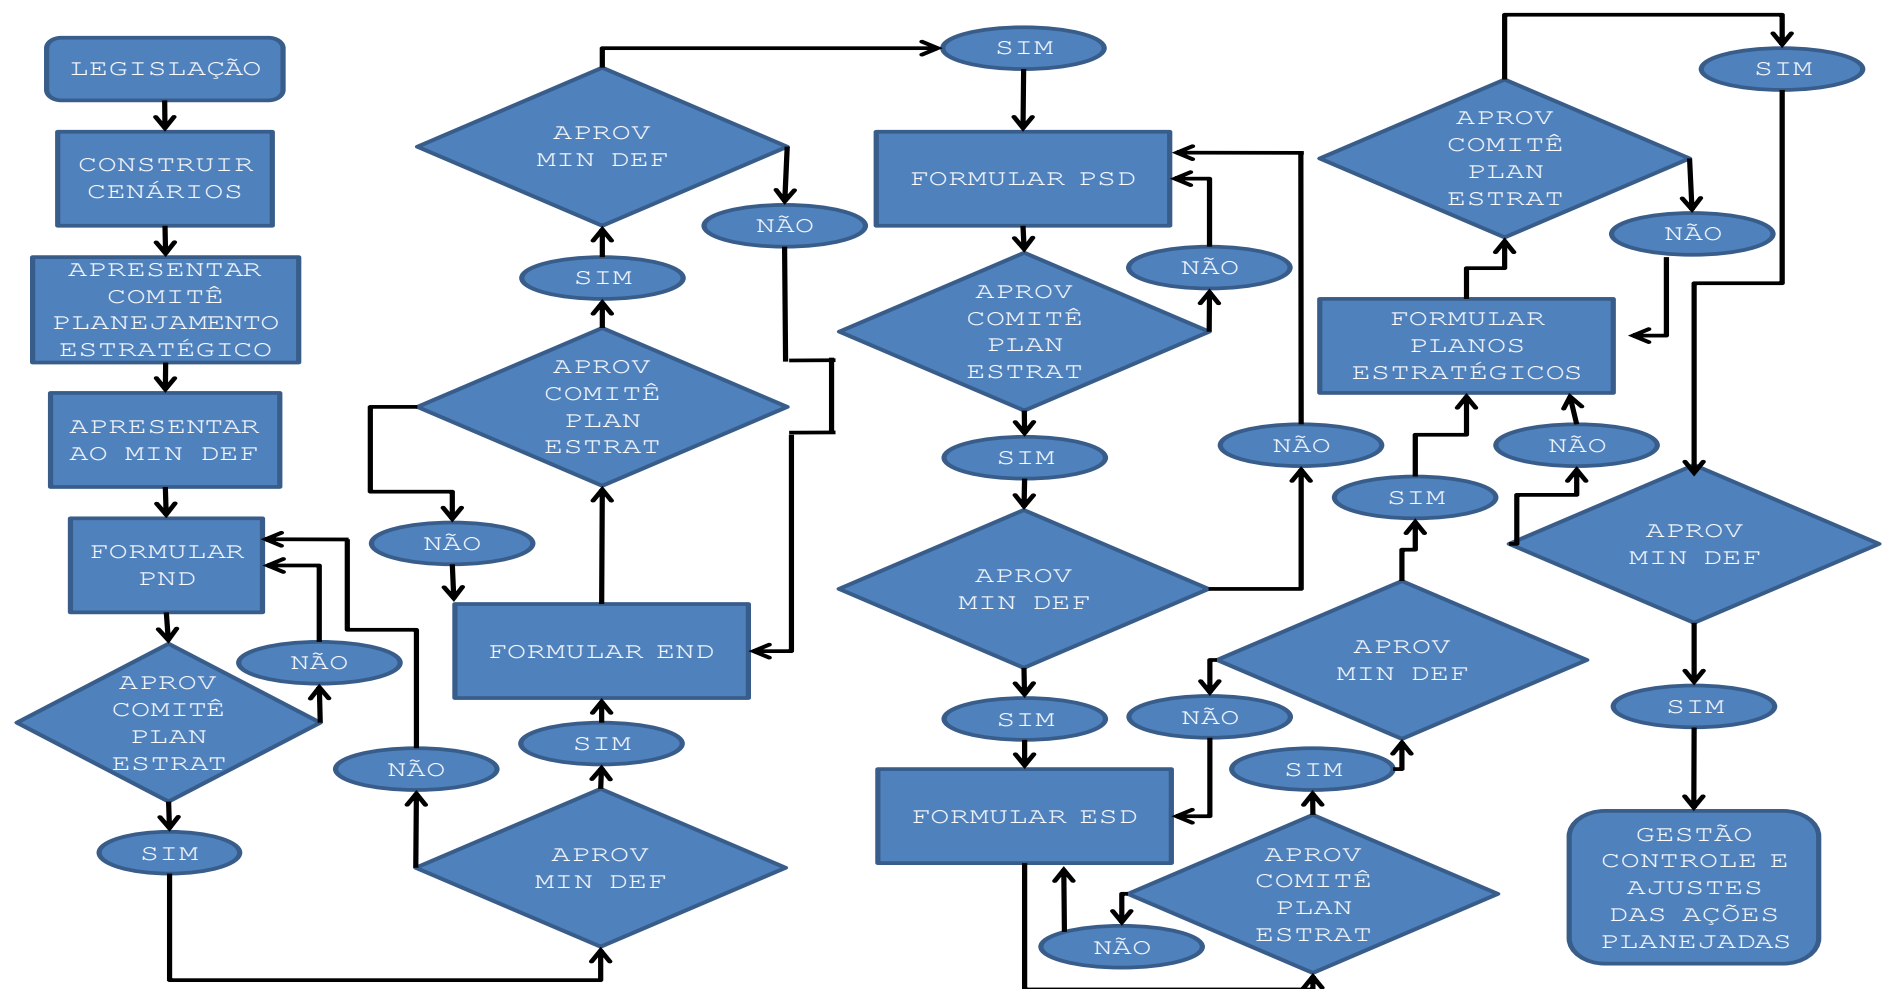 LEGISLAÇÃO
CONSTRUIR
CENÁRIOS
APRESENTAR
COMITÊ
PLANEJAMENTO
ESTRATÉGICO
APRESENTAR
AO MIN DEF
FORMULAR
PND
NÃO
APROV
COMITÊ
PLAN
ESTRAT
SIM
APROV
MIN DEF
NÃO
SIM
FORMULAR END
NÃO
APROV
COMITÊ
PLAN
ESTRAT
SIM
APROV
MIN DEF
NÃO
SIM
FORMULAR PSD
NÃO
APROV
COMITÊ
PLAN
ESTRAT
SIM
NÃO
APROV
MIN DEF
SIM
FORMULAR ESD
NÃO
APROV
COMITÊ
PLAN
ESTRAT
SIM
NÃO
APROV
MIN DEF
SIM
FORMULAR
PLANOS
ESTRATÉGICOS
NÃO
APROV
COMITÊ
PLAN
ESTRAT
SIM
NÃO
APROV
MIN DEF
SIM
GESTÃO
CONTROLE E
AJUSTES
DAS AÇÕES
PLANEJADAS